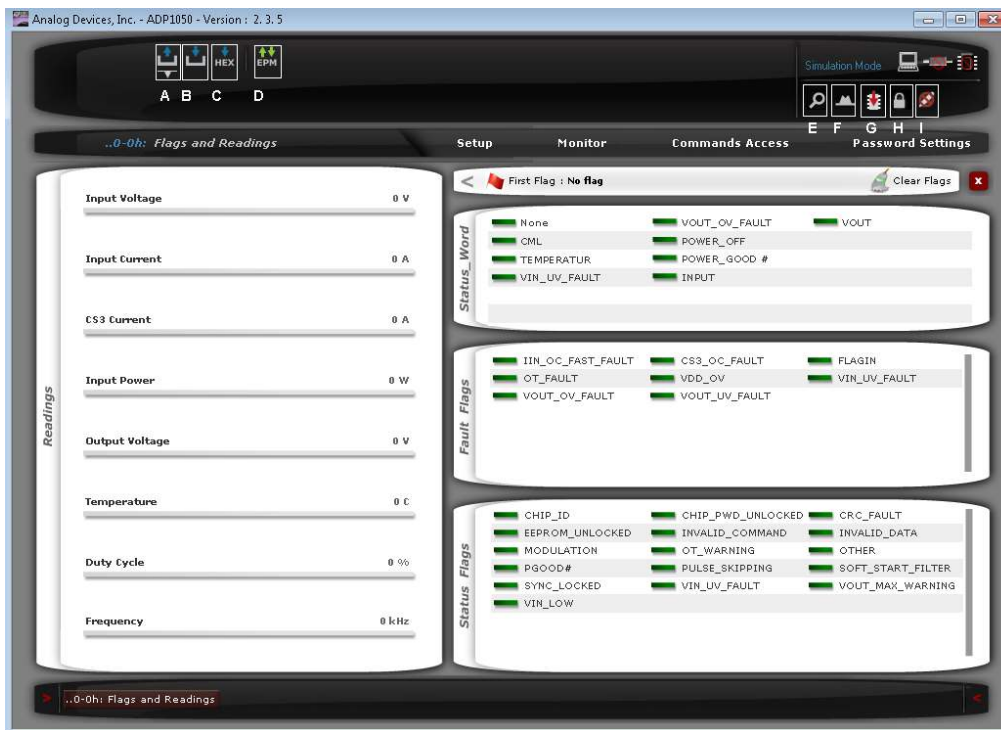 Analog Devices, Inc. - ADP1050 - Version : 2. 3. 5
HEX
EPM
A B C D
Simulation Mode
E F G H I
..0-0h: Flags and Readings
Setup Monitor Commands Access Password Settings
Readings
Input Voltage 0 V
Input Current 0 A
CS3 Current 0 A
Input Power 0 W
Output Voltage 0 V
Temperature 0 C
Duty Cycle 0 %
Frequency 0 kHz
< First Flag : No flag Clear Flags x
Status_Word
None VOUT_OV_FAULT VOUT
CML POWER_OFF
TEMPERATUR POWER_GOOD #
VIN_UV_FAULT INPUT
Fault Flags
IIN_OC_FAST_FAULT CS3_OC_FAULT FLAGIN
OT_FAULT VDD_OV VIN_UV_FAULT
VOUT_OV_FAULT VOUT_UV_FAULT
Status Flags
CHIP_ID CHIP_PWD_UNLOCKED CRC_FAULT
EEPROM_UNLOCKED INVALID_COMMAND INVALID_DATA
MODULATION OT_WARNING OTHER
PGOOD# PULSE_SKIPPING SOFT_START_FILTER
SYNC_LOCKED VIN_UV_FAULT VOUT_MAX_WARNING
VIN_LOW
> ..0-0h: Flags and Readings <